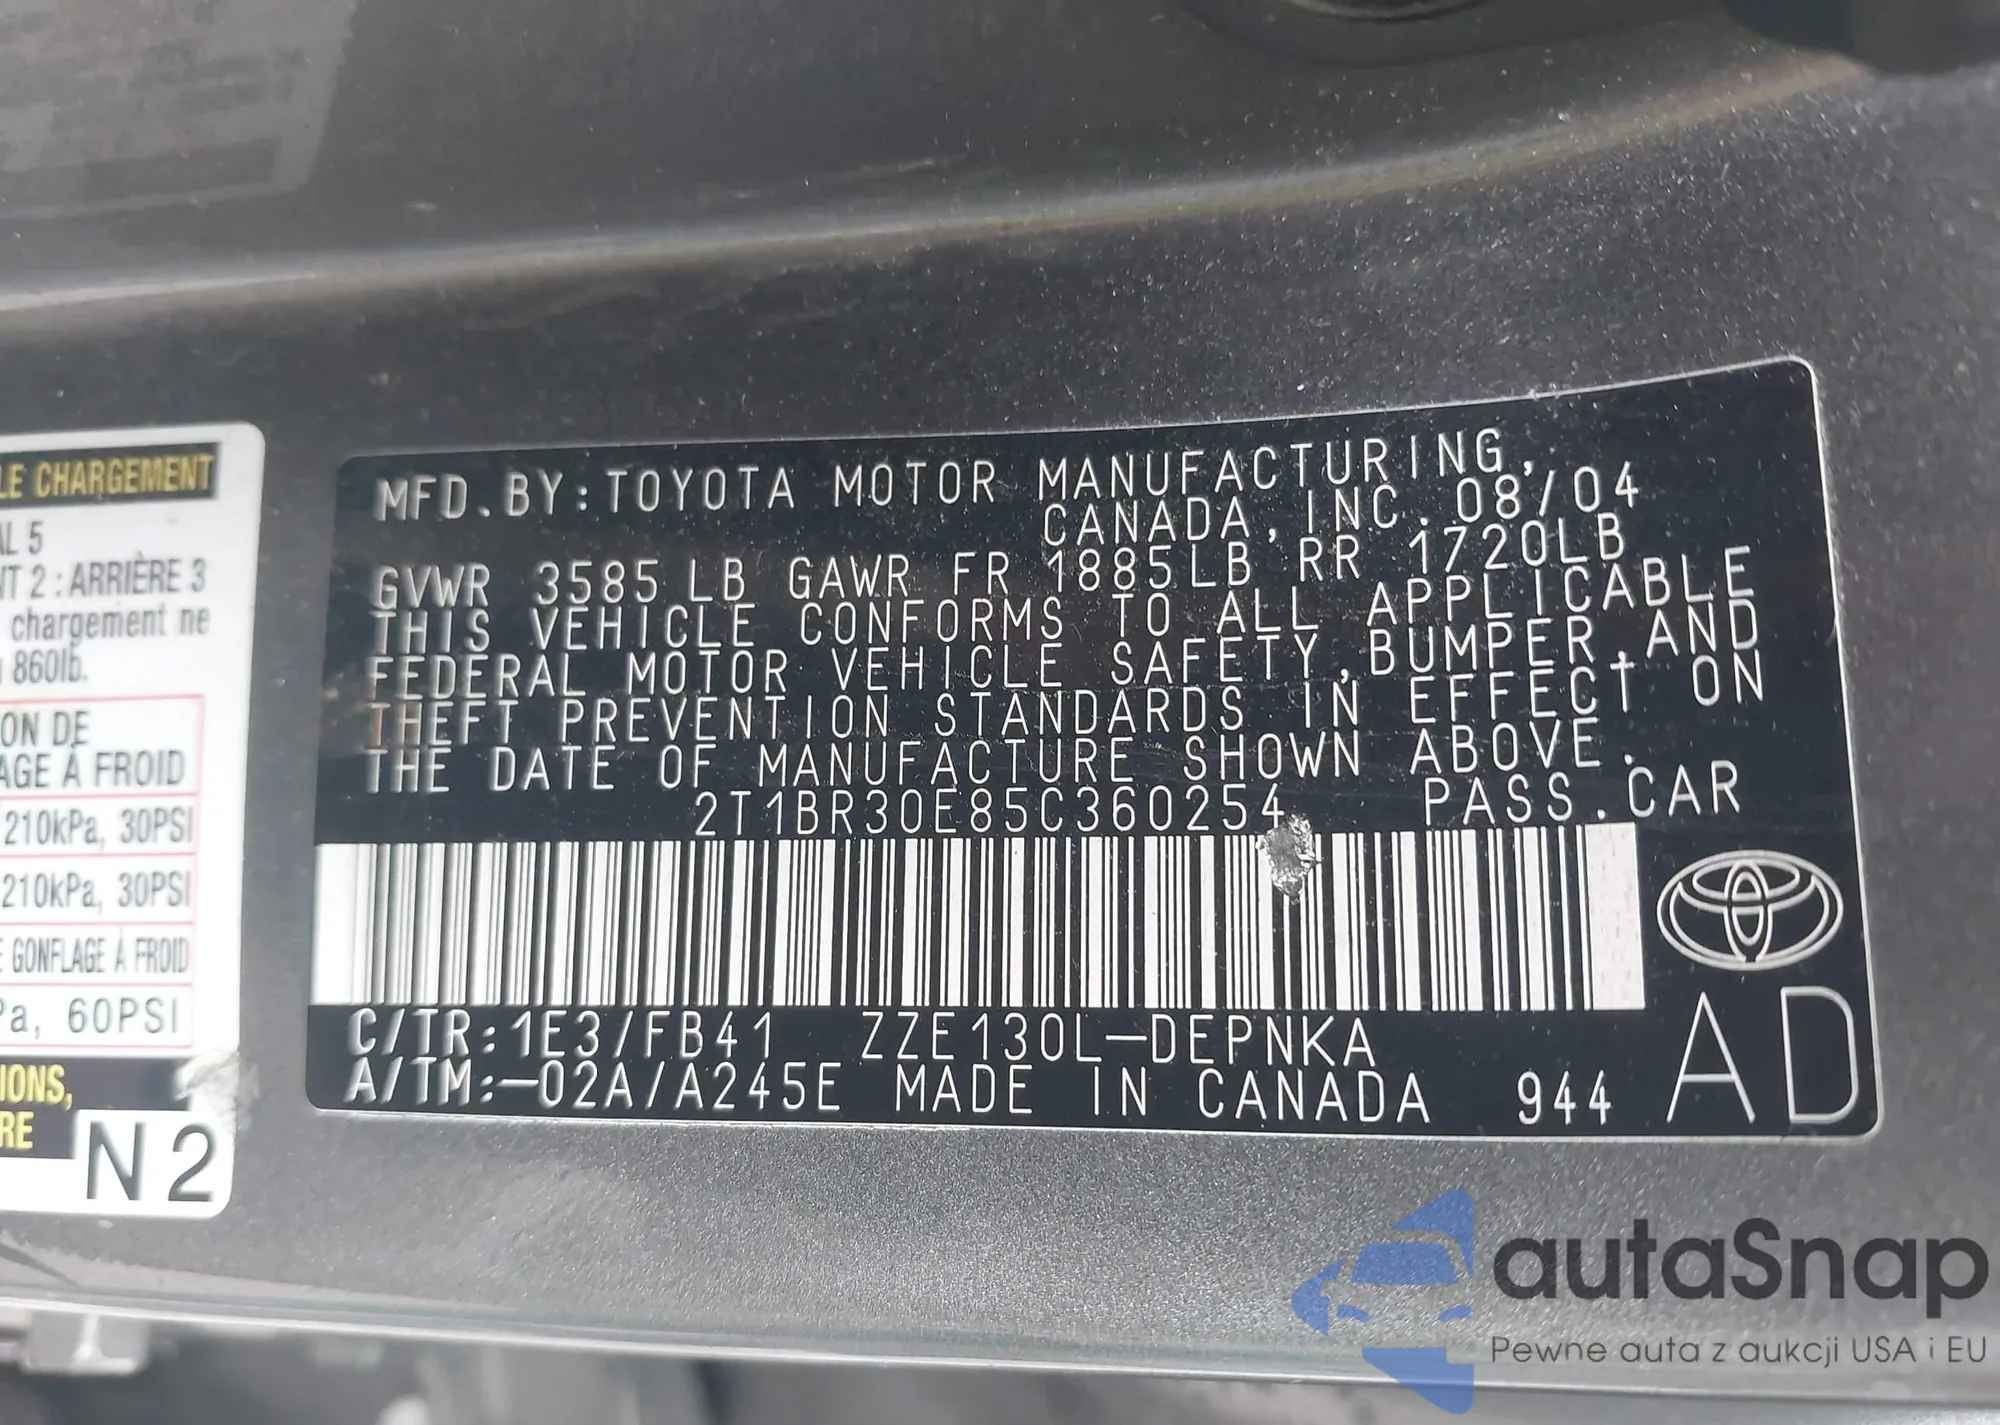 LE CHARGEMENT
AL 5
NT 2 : ARRIÈRE 3
chargement ne
860lb.
ON DE
AGE À FROID
210kPa, 30PSI
210kPa, 30PSI
E GONFLAGE À FROID
Pa, 60PSI
IONS,
RE
N2
MFD. BY: TOYOTA MOTOR MANUFACTURING,
CANADA, INC. 08/04
GVWR 3585 LB GAWR FR 1885LB RR 1720LB
THIS VEHICLE CONFORMS TO ALL APPLICABLE
FEDERAL MOTOR VEHICLE SAFETY, BUMPER, AND
THEFT PREVENTION STANDARDS IN EFFECT ON
THE DATE OF MANUFACTURE SHOWN ABOVE.
2T1BR30E85C360254 PASS. CAR
C/TR: 1E3/FB41 ZZE130L-DEPNKA
A/TM:-02A/A245E MADE IN CANADA 944
AD
autaSnap
Pewne auta z aukcji USA i EU